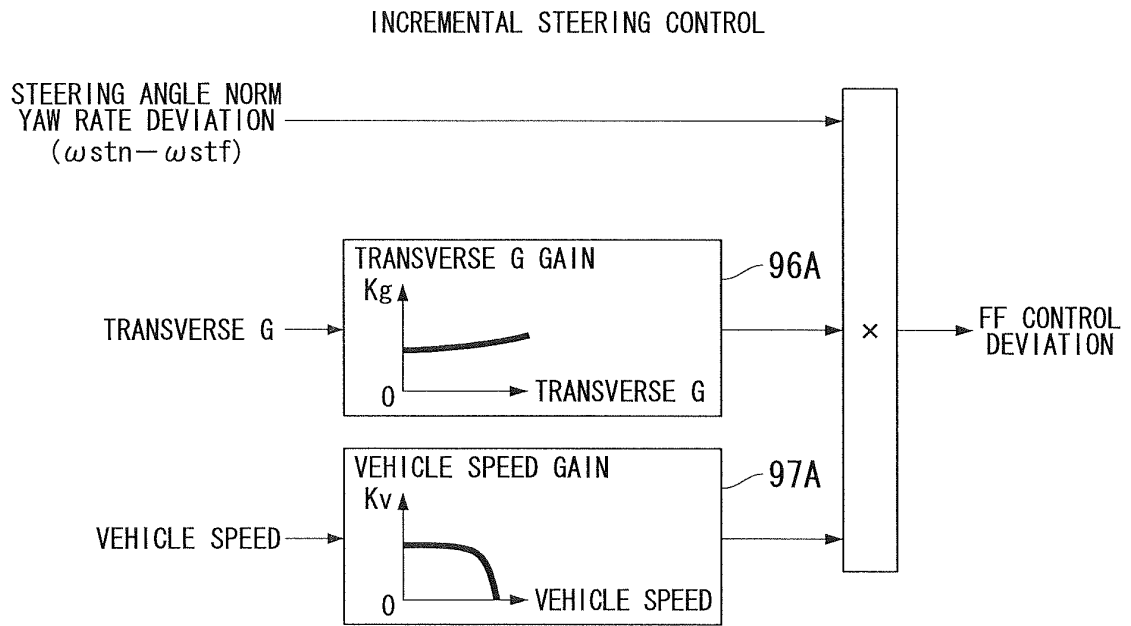 INCREMENTAL STEERING CONTROL
STEERING ANGLE NORM
YAW RATE DEVIATION
(ωstn－ωstf)
TRANSVERSE G GAIN
96A
Kg
TRANSVERSE G
0
TRANSVERSE G
×
FF CONTROL
DEVIATION
VEHICLE SPEED GAIN
97A
Kv
VEHICLE SPEED
0
VEHICLE SPEED